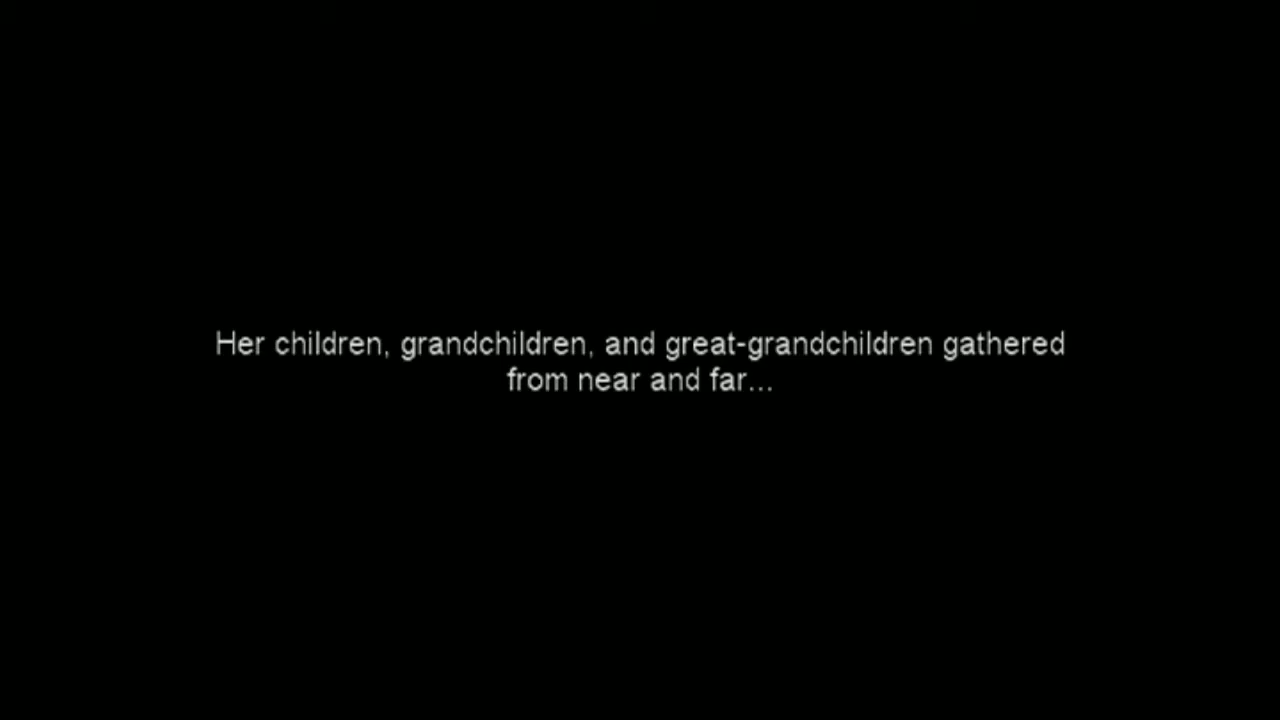 Her children, grandchildren, and great-grandchildren gathered
from near and far...